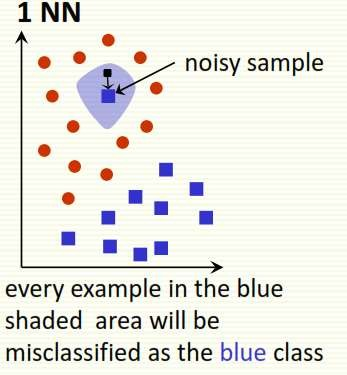 1 NN
noisy sample
every example in the blue
shaded area will be
misclassified as the blue class